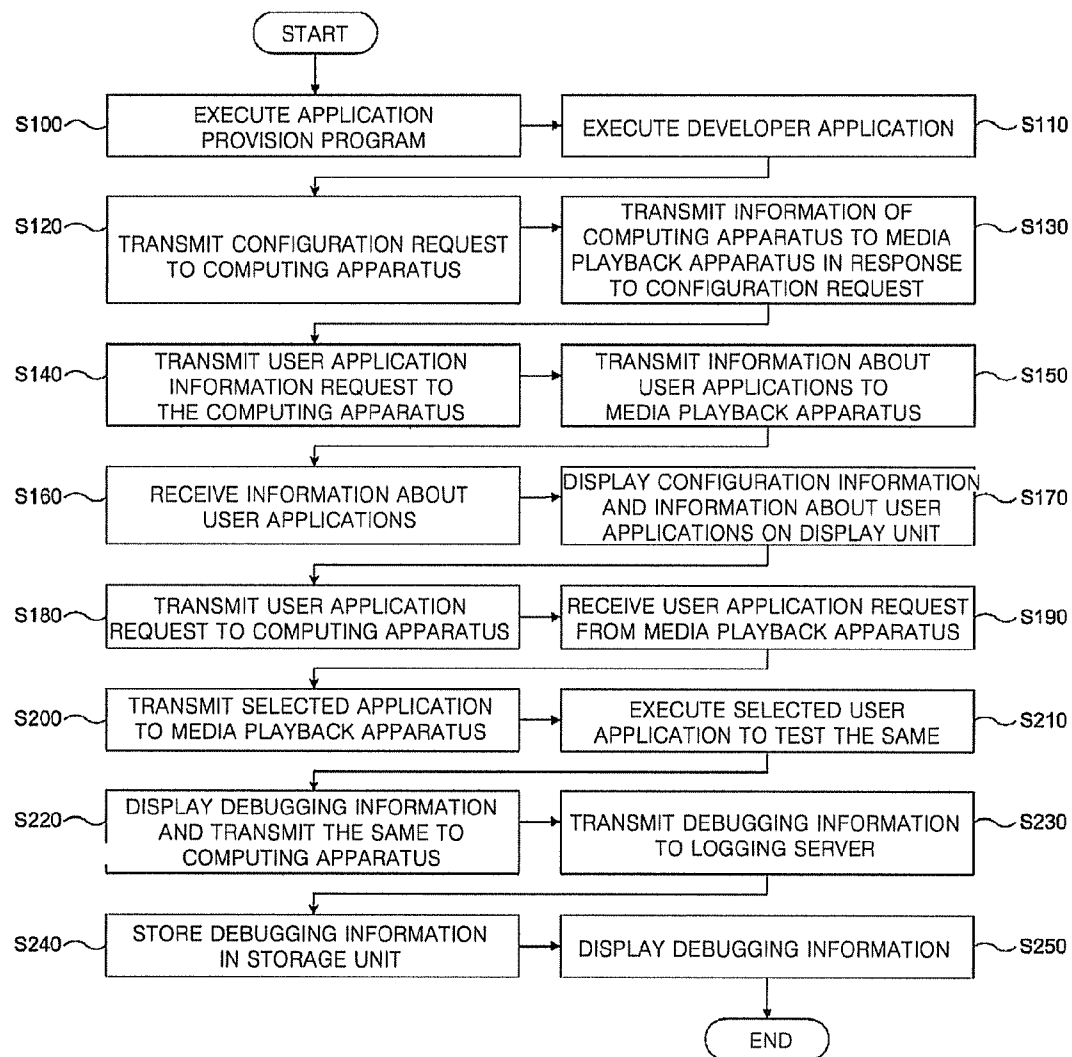 START
S100
EXECUTE APPLICATION
PROVISION PROGRAM
EXECUTE DEVELOPER APPLICATION
S110
S120
TRANSMIT CONFIGURATION REQUEST
TO COMPUTING APPARATUS
TRANSMIT INFORMATION OF
COMPUTING APPARATUS TO MEDIA
PLAYBACK APPARATUS IN RESPONSE
TO CONFIGURATION REQUEST
S130
S140
TRANSMIT USER APPLICATION
INFORMATION REQUEST TO
THE COMPUTING APPARATUS
TRANSMIT INFORMATION ABOUT
USER APPLICATIONS TO
MEDIA PLAYBACK APPARATUS
S150
S160
RECEIVE INFORMATION ABOUT
USER APPLICATIONS
DISPLAY CONFIGURATION INFORMATION
AND INFORMATION ABOUT USER
APPLICATIONS ON DISPLAY UNIT
S170
S180
TRANSMIT USER APPLICATION
REQUEST TO COMPUTING APPARATUS
RECEIVE USER APPLICATION REQUEST
FROM MEDIA PLAYBACK APPARATUS
S190
S200
TRANSMIT SELECTED APPLICATION
TO MEDIA PLAYBACK APPARATUS
EXECUTE SELECTED USER
APPLICATION TO TEST THE SAME
S210
S220
DISPLAY DEBUGGING INFORMATION
AND TRANSMIT THE SAME TO
COMPUTING APPARATUS
TRANSMIT DEBUGGING INFORMATION
TO LOGGING SERVER
S230
S240
STORE DEBUGGING INFORMATION
IN STORAGE UNIT
DISPLAY DEBUGGING INFORMATION
S250
END